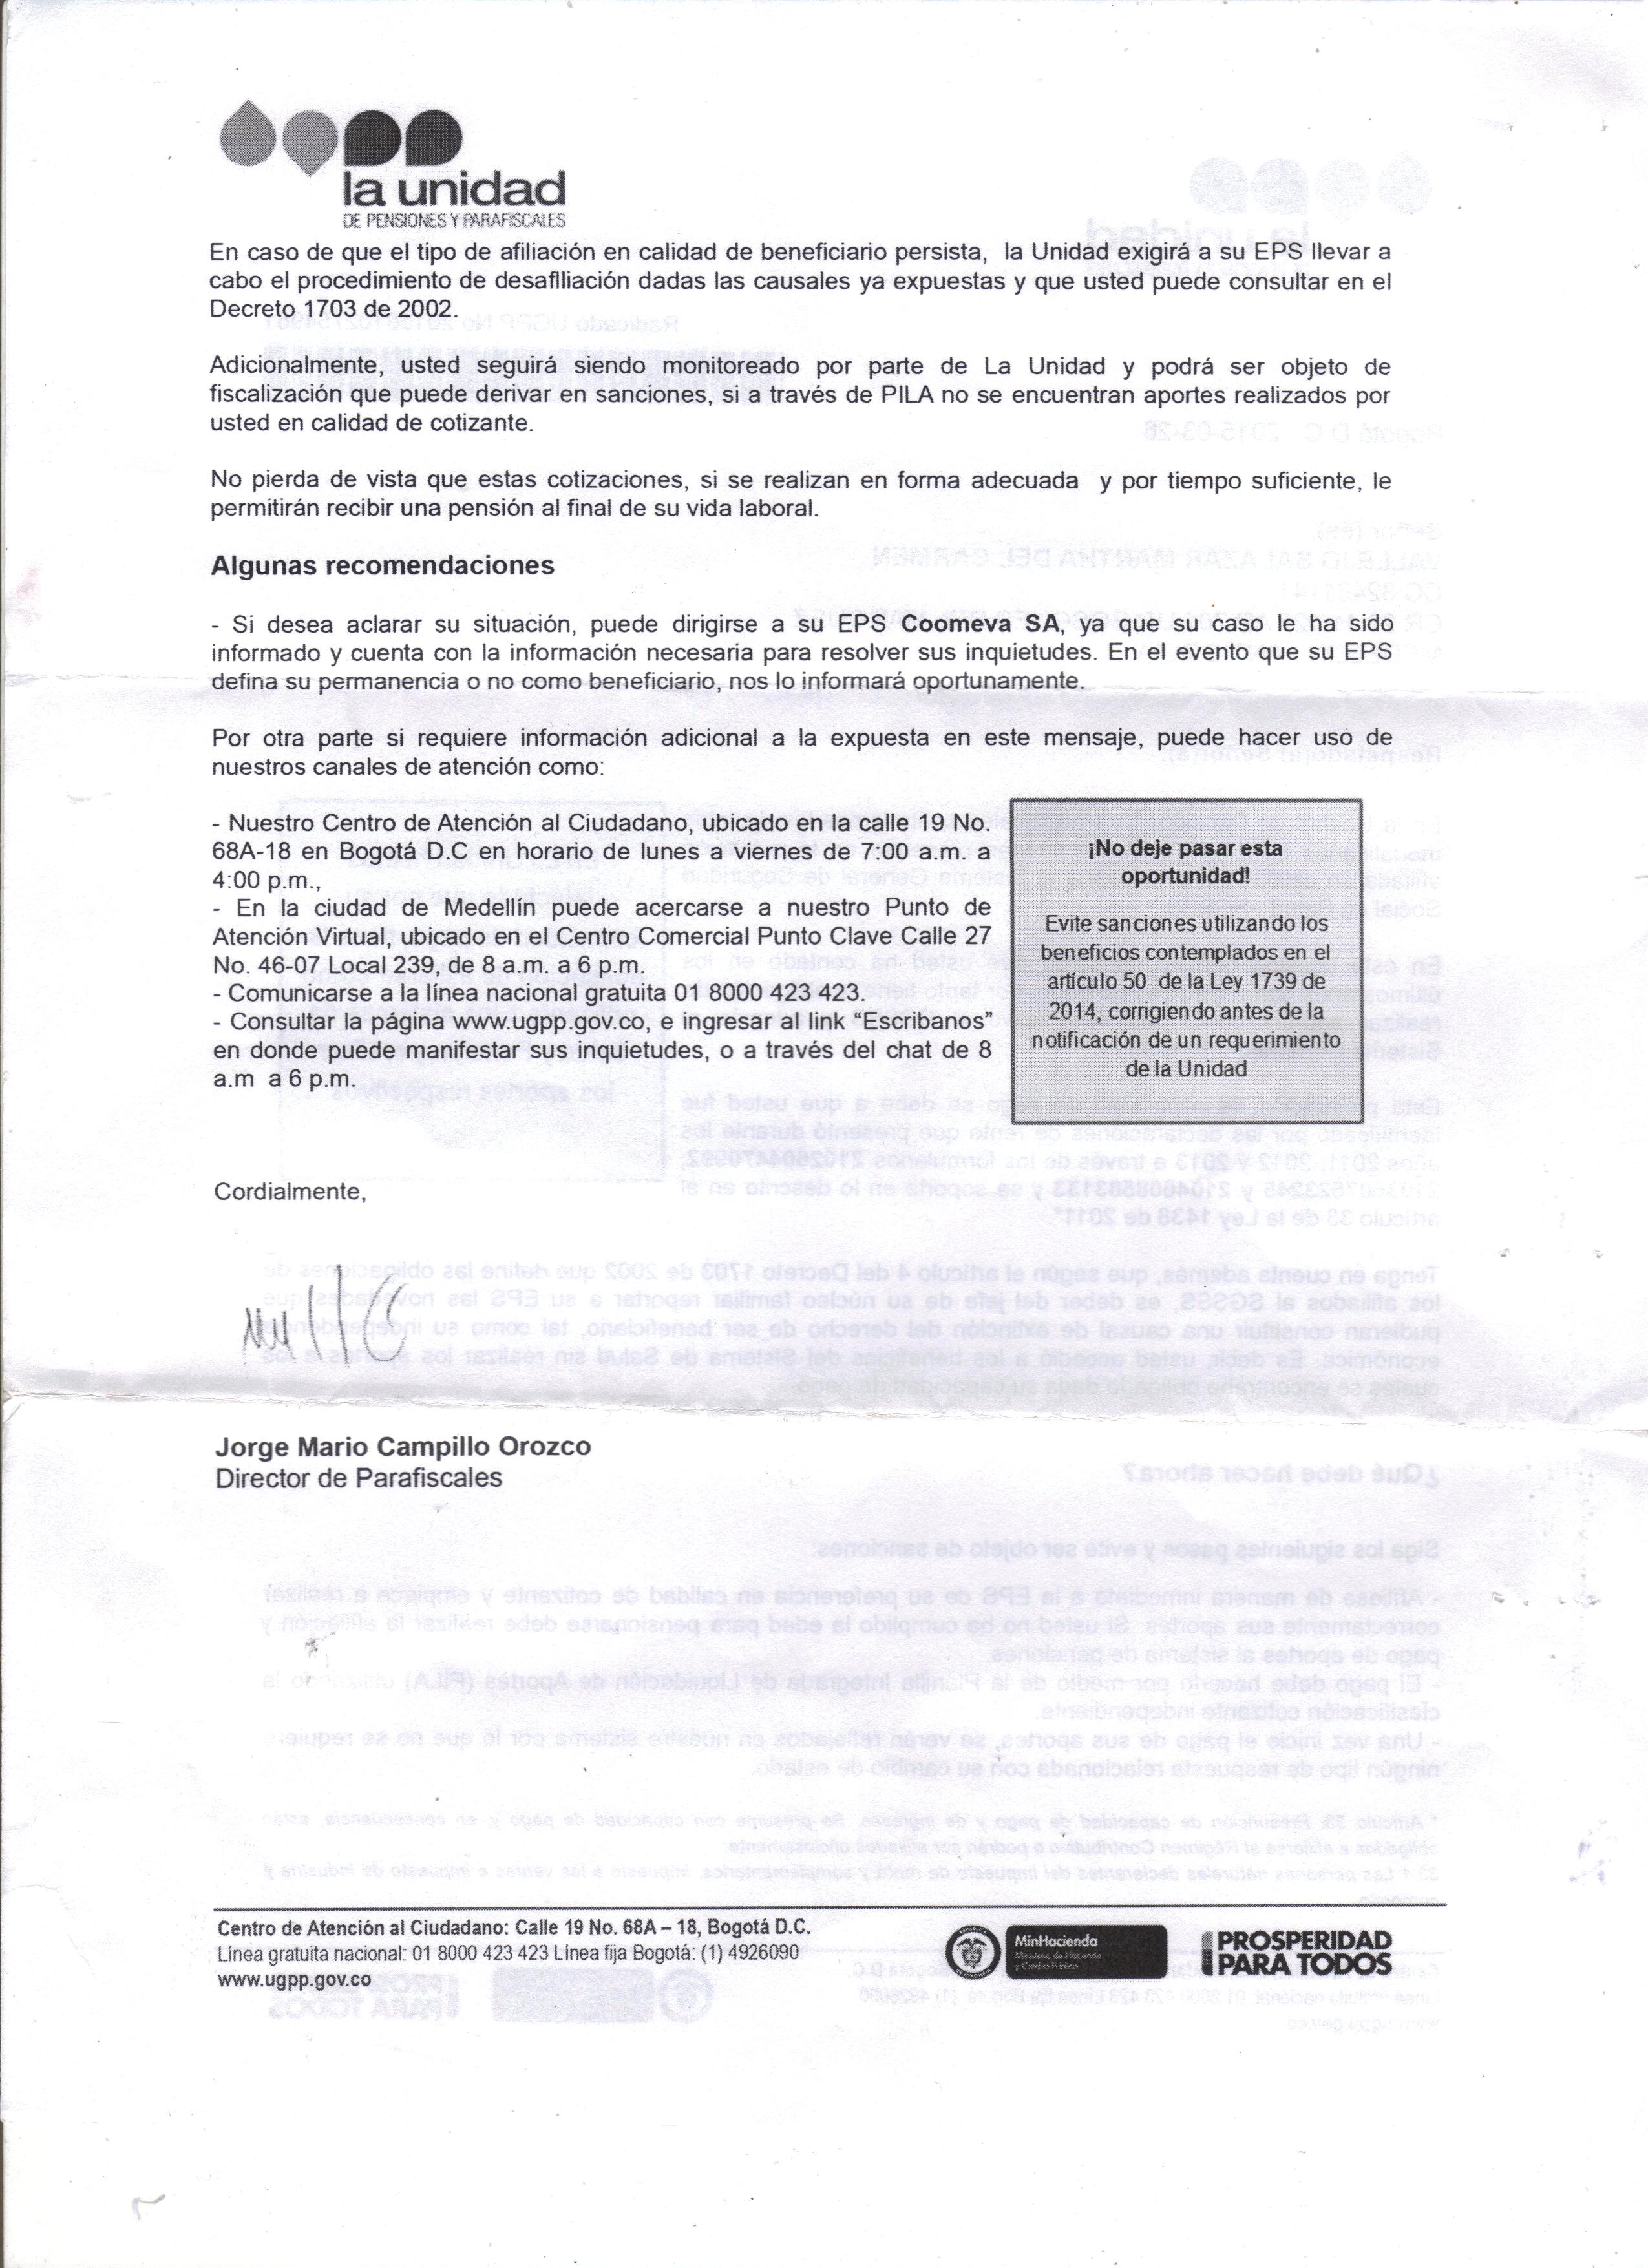 la unidad
DE PENSIONES Y PARAFISCALES
En caso de que el tipo de afiliación en calidad de beneficiario persista, la Unidad exigirá a su EPS llevar a
cabo el procedimiento de desafiliación dadas las causales ya expuestas y que usted puede consultar en el
Decreto 1703 de 2002.
Adicionalmente, usted seguirá siendo monitoreado por parte de La Unidad y podrá ser objeto de
fiscalización que puede derivar en sanciones, si a través de PILA no se encuentran aportes realizados por
usted en calidad de cotizante.
No pierda de vista que estas cotizaciones, si se realizan en forma adecuada y por tiempo suficiente, le
permitirán recibir una pensión al final de su vida laboral.
Algunas recomendaciones
- Si desea aclarar su situación, puede dirigirse a su EPS Coomeva SA, ya que su caso le ha sido
informado y cuenta con la información necesaria para resolver sus inquietudes. En el evento que su EPS
defina su permanencia o no como beneficiario, nos lo informará oportunamente.
Por otra parte si requiere información adicional a la expuesta en este mensaje, puede hacer uso de
nuestros canales de atención como:
- Nuestro Centro de Atención al Ciudadano, ubicado en la calle 19 No.
68A-18 en Bogotá D.C en horario de lunes a viernes de 7:00 a.m. a
4:00 p.m.,
- En la ciudad de Medellín puede acercarse a nuestro Punto de
Atención Virtual, ubicado en el Centro Comercial Punto Clave Calle 27
No. 46-07 Local 239, de 8 a.m. a 6 p.m.
- Comunicarse a la línea nacional gratuita 01 8000 423 423.
- Consultar la página www.ugpp.gov.co, e ingresar al link “Escribanos”
en donde puede manifestar sus inquietudes, o a través del chat de 8
a.m a 6 p.m.
¡No deje pasar esta
oportunidad!
Evite sanciones utilizando los
beneficios contemplados en el
artículo 50 de la Ley 1739 de
2014, corrigiendo antes de la
notificación de un requerimiento
de la Unidad
Cordialmente,
Jorge Mario Campillo Orozco
Director de Parafiscales
Centro de Atención al Ciudadano: Calle 19 No. 68A – 18, Bogotá D.C.
Línea gratuita nacional: 01 8000 423 423 Línea fija Bogotá: (1) 4926090
www.ugpp.gov.co
MinHacienda
Ministerio de Hacienda
y Crédito Público
PROSPERIDAD
PARA TODOS